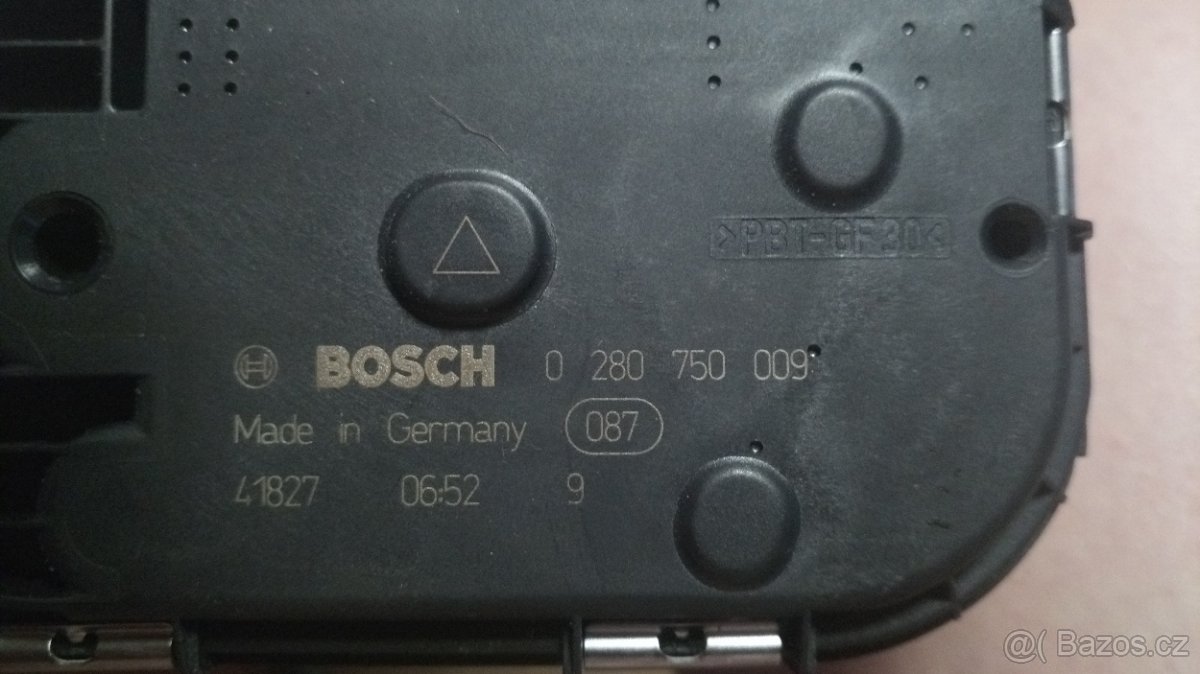 >PBT-GF30<
BOSCH 0 280 750 009
Made in Germany 087
41827 06:52 9
@( Bazos.cz